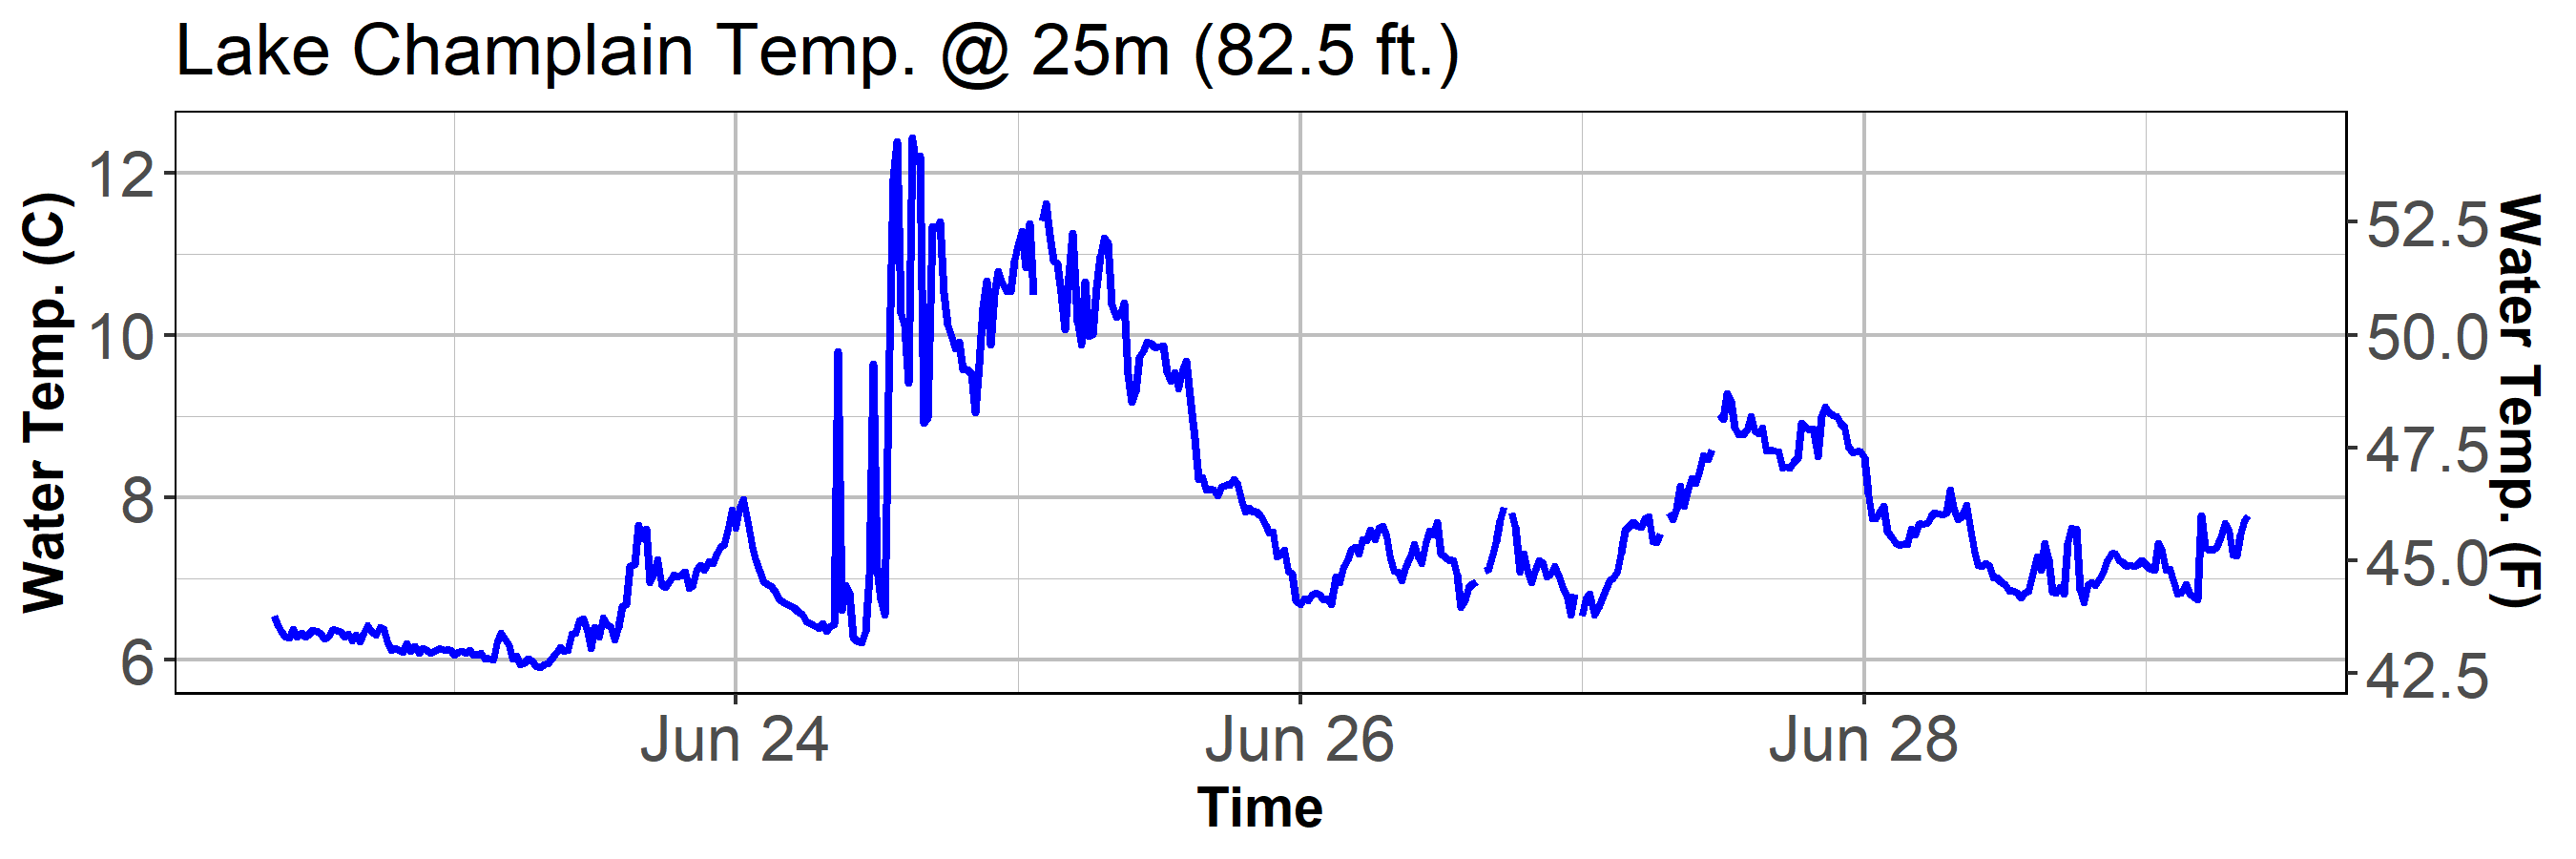 Lake Champlain Temp. @ 25m (82.5 ft.)
Water Temp. (C)
12
10
8
6
52.5
50.0
47.5
45.0
42.5
Water Temp. (F)
Jun 24
Jun 26
Jun 28
Time